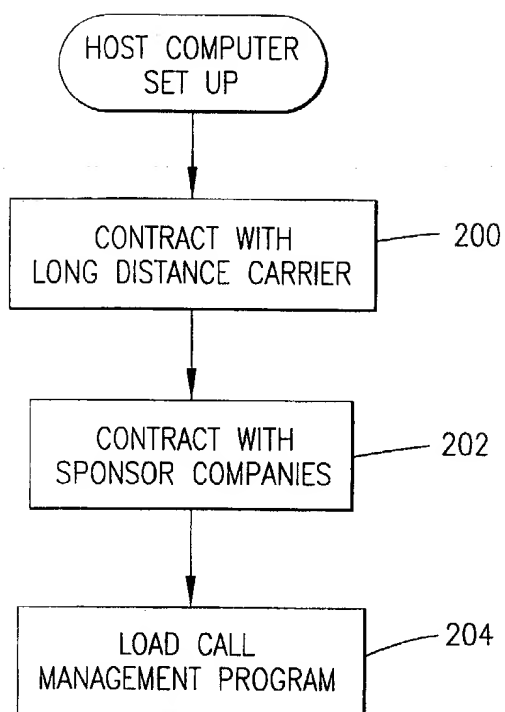 HOST COMPUTER
SET UP
CONTRACT WITH
LONG DISTANCE CARRIER
200
CONTRACT WITH
SPONSOR COMPANIES
202
LOAD CALL
MANAGEMENT PROGRAM
204